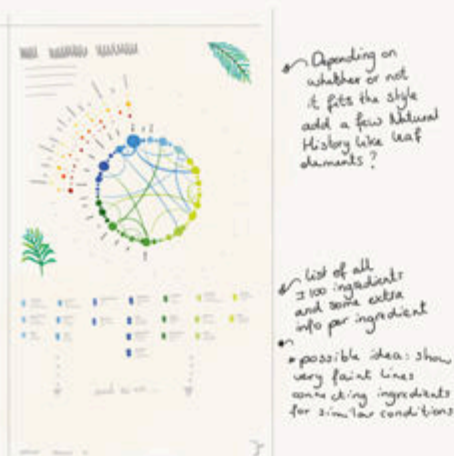 Depending on
whether or not
it fits the style
add a few Natural
History like leaf
elements?
list of all
± 100 ingredients
and some extra
info per ingredient
* possible idea: show
very faint lines
connecting ingredients
for similar conditions